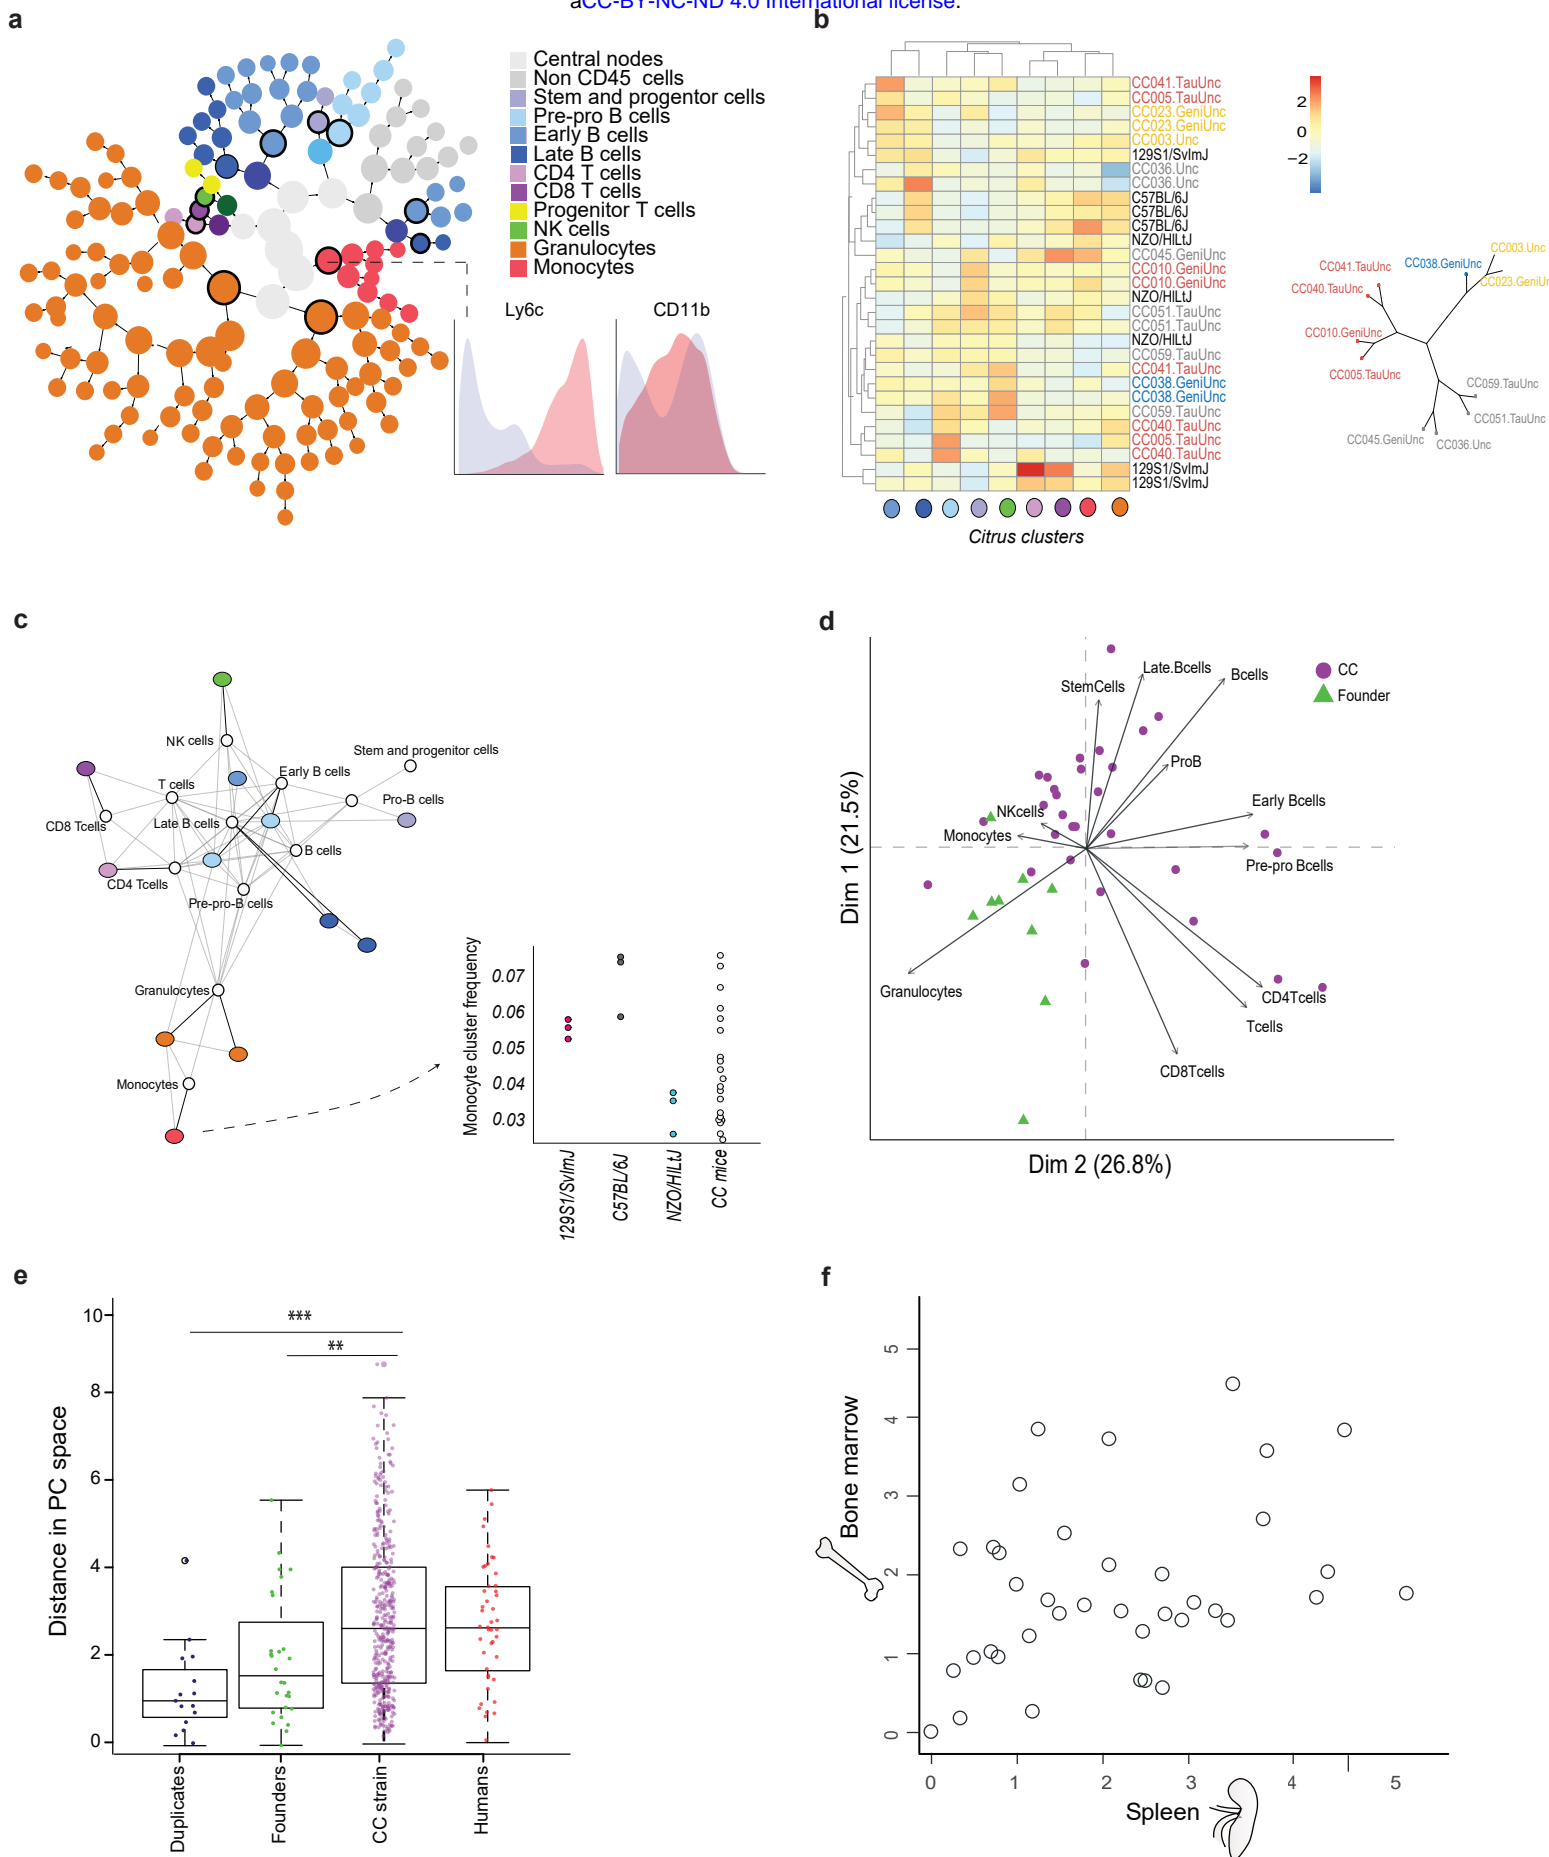 aCC-BY-NC-ND 4.0 International license.
a
Central nodes
Non CD45 cells
Stem and progentor cells
Pre-pro B cells
Early B cells
Late B cells
CD4 T cells
CD8 T cells
Progenitor T cells
NK cells
Granulocytes
Monocytes
Ly6c
CD11b
b
CC041.TauUnc
CC005.TauUnc
CC023.GeniUnc
CC023.GeniUnc
CC003.Unc
129S1/SvImJ
CC036.Unc
CC036.Unc
C57BL/6J
C57BL/6J
C57BL/6J
NZO/HlLtJ
CC045.GeniUnc
CC010.GeniUnc
CC010.GeniUnc
NZO/HlLtJ
CC051.TauUnc
CC051.TauUnc
NZO/HlLtJ
CC059.TauUnc
CC041.TauUnc
CC038.GeniUnc
CC038.GeniUnc
CC059.TauUnc
CC040.TauUnc
CC005.TauUnc
CC040.TauUnc
129S1/SvImJ
129S1/SvImJ
Citrus clusters
2
0
−2
CC003.Unc
CC038.GeniUnc
CC041.TauUnc
CC023.GeniUr
CC040.TauUnc
CC010.GeniUnc
CC005.TauUnc
CC059.TauUnc
CC051.TauUnc
CC045.GeniUnc
CC036.Unc
c
NK cells
Stem and progenitor cells
Early B cells
T cells
Pro-B cells
CD8 Tcells
Late B cells
B cells
CD4 Tcells
Pre-pro-B cells
Granulocytes
Monocytes
Monocyte cluster frequency
0.07
0.06
0.05
0.04
0.03
129S1/SvImJ
C57BL/6J
NZO/HlLtJ
CC mice
d
Late.Bcells
Bcells
StemCells
ProB
Early Bcells
NKcells
Monocytes
Pre-pro Bcells
Granulocytes
CD4Tcells
Tcells
CD8Tcells
CC
Founder
Dim 1 (21.5%)
Dim 2 (26.8%)
e
Distance in PC space
10
8
6
4
2
0
***
**
Duplicates
Founders
CC strain
Humans
f
Bone marrow
5
4
3
2
1
0
0 1 2 3 4 5
Spleen